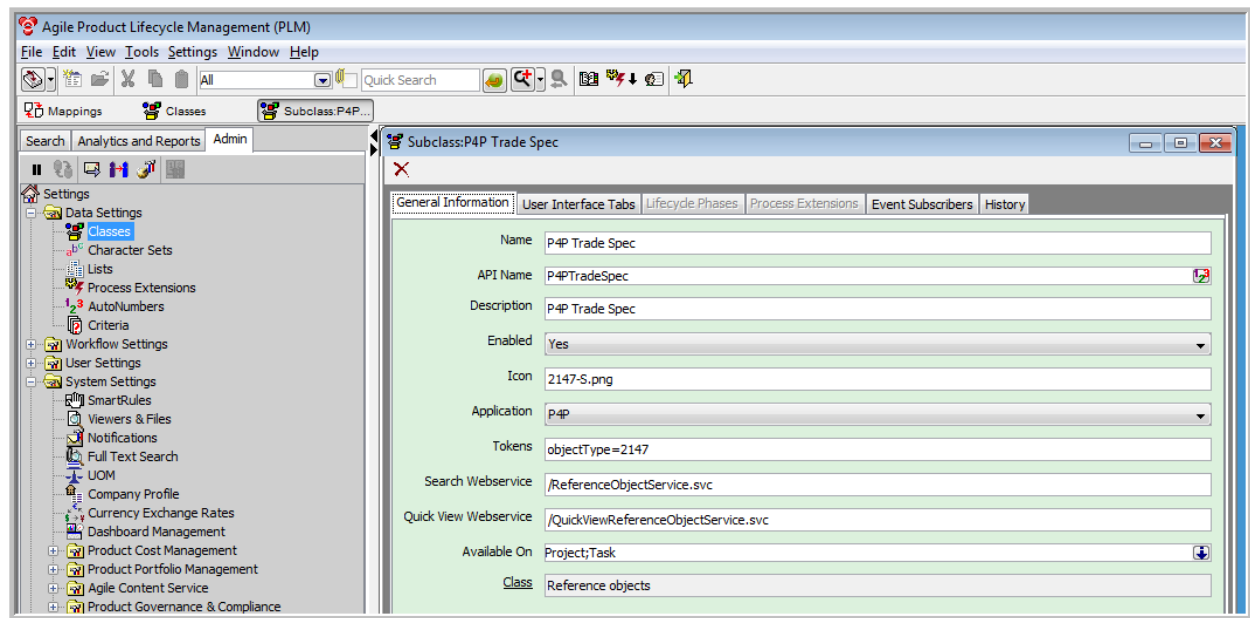 Agile Product Lifecycle Management (PLM)
File Edit View Tools Settings Window Help
All Quick Search
Mappings Classes Subclass:P4P...
Search Analytics and Reports Admin
Settings
Data Settings
Classes
Character Sets
Lists
Process Extensions
AutoNumbers
Criteria
Workflow Settings
User Settings
System Settings
SmartRules
Viewers & Files
Notifications
Full Text Search
UOM
Company Profile
Currency Exchange Rates
Dashboard Management
Product Cost Management
Product Portfolio Management
Agile Content Service
Product Governance & Compliance
Subclass:P4P Trade Spec
General Information User Interface Tabs Lifecycle Phases Process Extensions Event Subscribers History
Name P4P Trade Spec
API Name P4PTradeSpec
Description P4P Trade Spec
Enabled Yes
Icon 2147-S.png
Application P4P
Tokens objectType=2147
Search Webservice /ReferenceObjectService.svc
Quick View Webservice /QuickViewReferenceObjectService.svc
Available On Project;Task
Class Reference objects